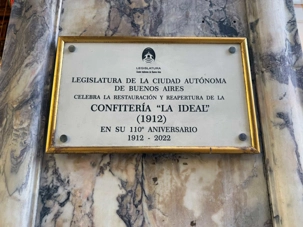 LEGISLATURA
LEGISLATURA DE LA CIUDAD AUTÓNOMA
DE BUENOS AIRES
CELEBRA LA RESTAURACIÓN Y REAPERTURA DE LA
CONFITERÍA "LA IDEAL"
(1912)
EN SU 110º ANIVERSARIO
1912 - 2022